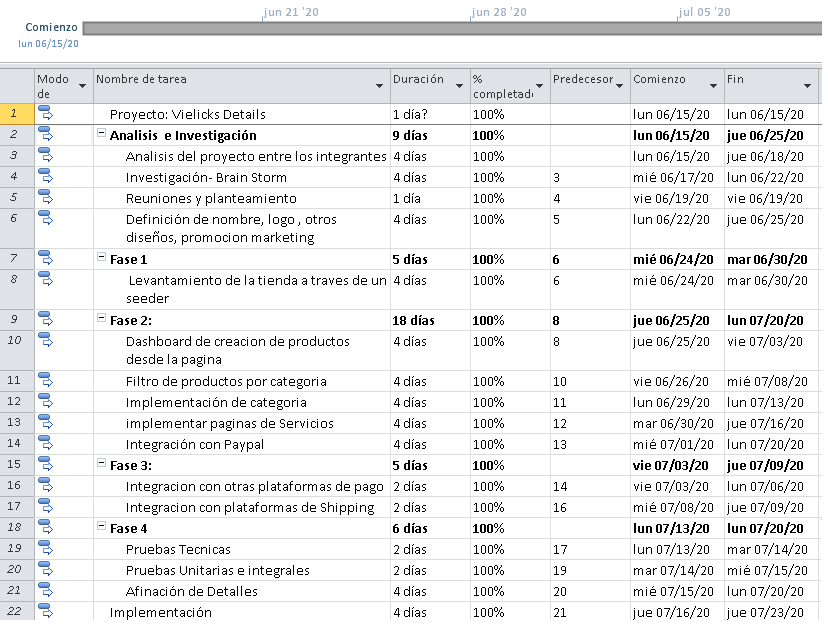 jun 21 '20 jun 28 '20 jul 05 '20
Comienzo
lun 06/15/20
Modo de Nombre de tarea Duración % completado Predecesor Comienzo Fin
1 Proyecto: Vielicks Details 1 día? 100% lun 06/15/20 lun 06/15/20
2 Analisis e Investigación 9 días 100% lun 06/15/20 jue 06/25/20
3 Analisis del proyecto entre los integrantes 4 días 100% lun 06/15/20 jue 06/18/20
4 Investigación- Brain Storm 4 días 100% 3 mié 06/17/20 lun 06/22/20
5 Reuniones y planteamiento 1 día 100% 4 vie 06/19/20 vie 06/19/20
6 Definición de nombre, logo , otros 4 días 100% 5 lun 06/22/20 jue 06/25/20
diseños, promocion marketing
7 Fase 1 5 días 100% 6 mié 06/24/20 mar 06/30/20
8 Levantamiento de la tienda a traves de un 4 días 100% 6 mié 06/24/20 mar 06/30/20
seeder
9 Fase 2: 18 días 100% 8 jue 06/25/20 lun 07/20/20
10 Dashboard de creacion de productos 4 días 100% 8 jue 06/25/20 vie 07/03/20
desde la pagina
11 Filtro de productos por categoria 4 días 100% 10 vie 06/26/20 mié 07/08/20
12 Implementación de categoria 4 días 100% 11 lun 06/29/20 lun 07/13/20
13 implementar paginas de Servicios 4 días 100% 12 mar 06/30/20 jue 07/16/20
14 Integración con Paypal 4 días 100% 13 mié 07/01/20 lun 07/20/20
15 Fase 3: 5 días 100% vie 07/03/20 jue 07/09/20
16 Integracion con otras plataformas de pago 2 días 100% 14 vie 07/03/20 lun 07/06/20
17 Integracion con plataformas de Shipping 2 días 100% 16 mié 07/08/20 jue 07/09/20
18 Fase 4 6 días 100% lun 07/13/20 lun 07/20/20
19 Pruebas Tecnicas 2 días 100% 17 lun 07/13/20 mar 07/14/20
20 Pruebas Unitarias e integrales 2 días 100% 19 mar 07/14/20 mié 07/15/20
21 Afinación de Detalles 4 días 100% 20 mié 07/15/20 lun 07/20/20
22 Implementación 4 días 100% 21 jue 07/16/20 jue 07/23/20